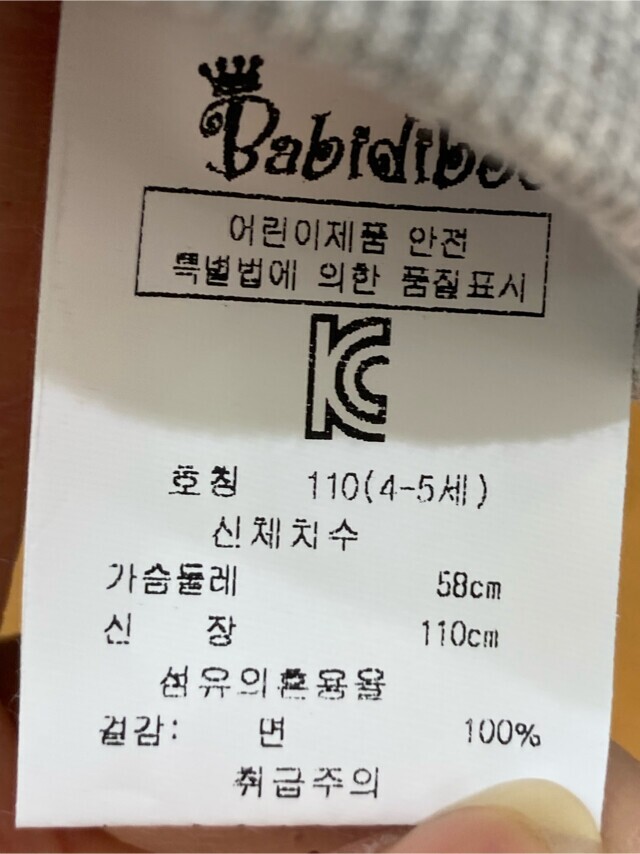 Babidiboo
어린이제품 안전
특별법에 의한 품질표시
KC
호칭 110(4-5세)
신체치수
가슴둘레 58cm
신 장 110cm
섬유의혼용율
겉감: 면 100%
취급주의